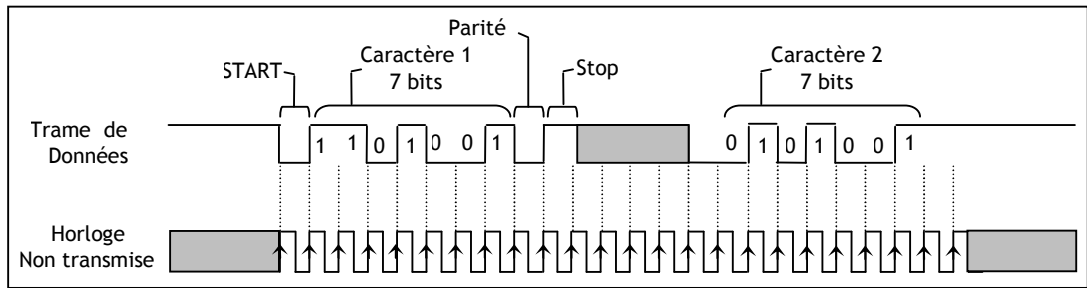 Parité
Caractère 1
7 bits
START
Stop
Caractère 2
7 bits
Trame de
Données
1 1 0 1 0 0 1
0 1 0 1 0 0 1
Horloge
Non transmise